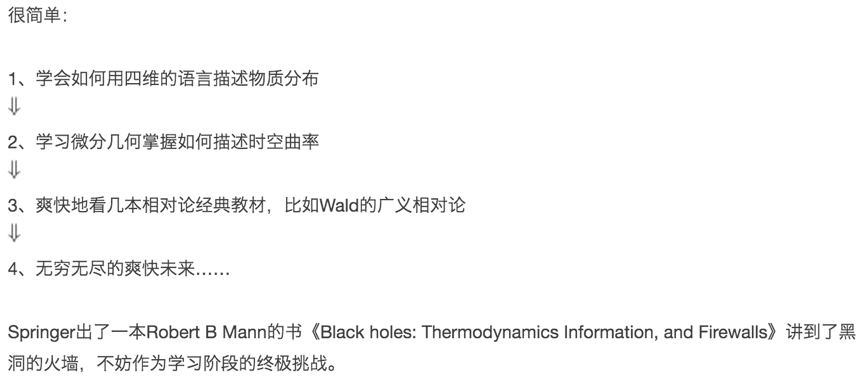 很简单：
1、学会如何用四维的语言描述物质分布
⇓
2、学习微分几何掌握如何描述时空曲率
⇓
3、爽快地看几本相对论经典教材，比如Wald的广义相对论
⇓
4、无穷无尽的爽快未来......
Springer出了一本Robert B Mann的书《Black holes: Thermodynamics Information, and Firewalls》讲到了黑
洞的火墙，不妨作为学习阶段的终极挑战。